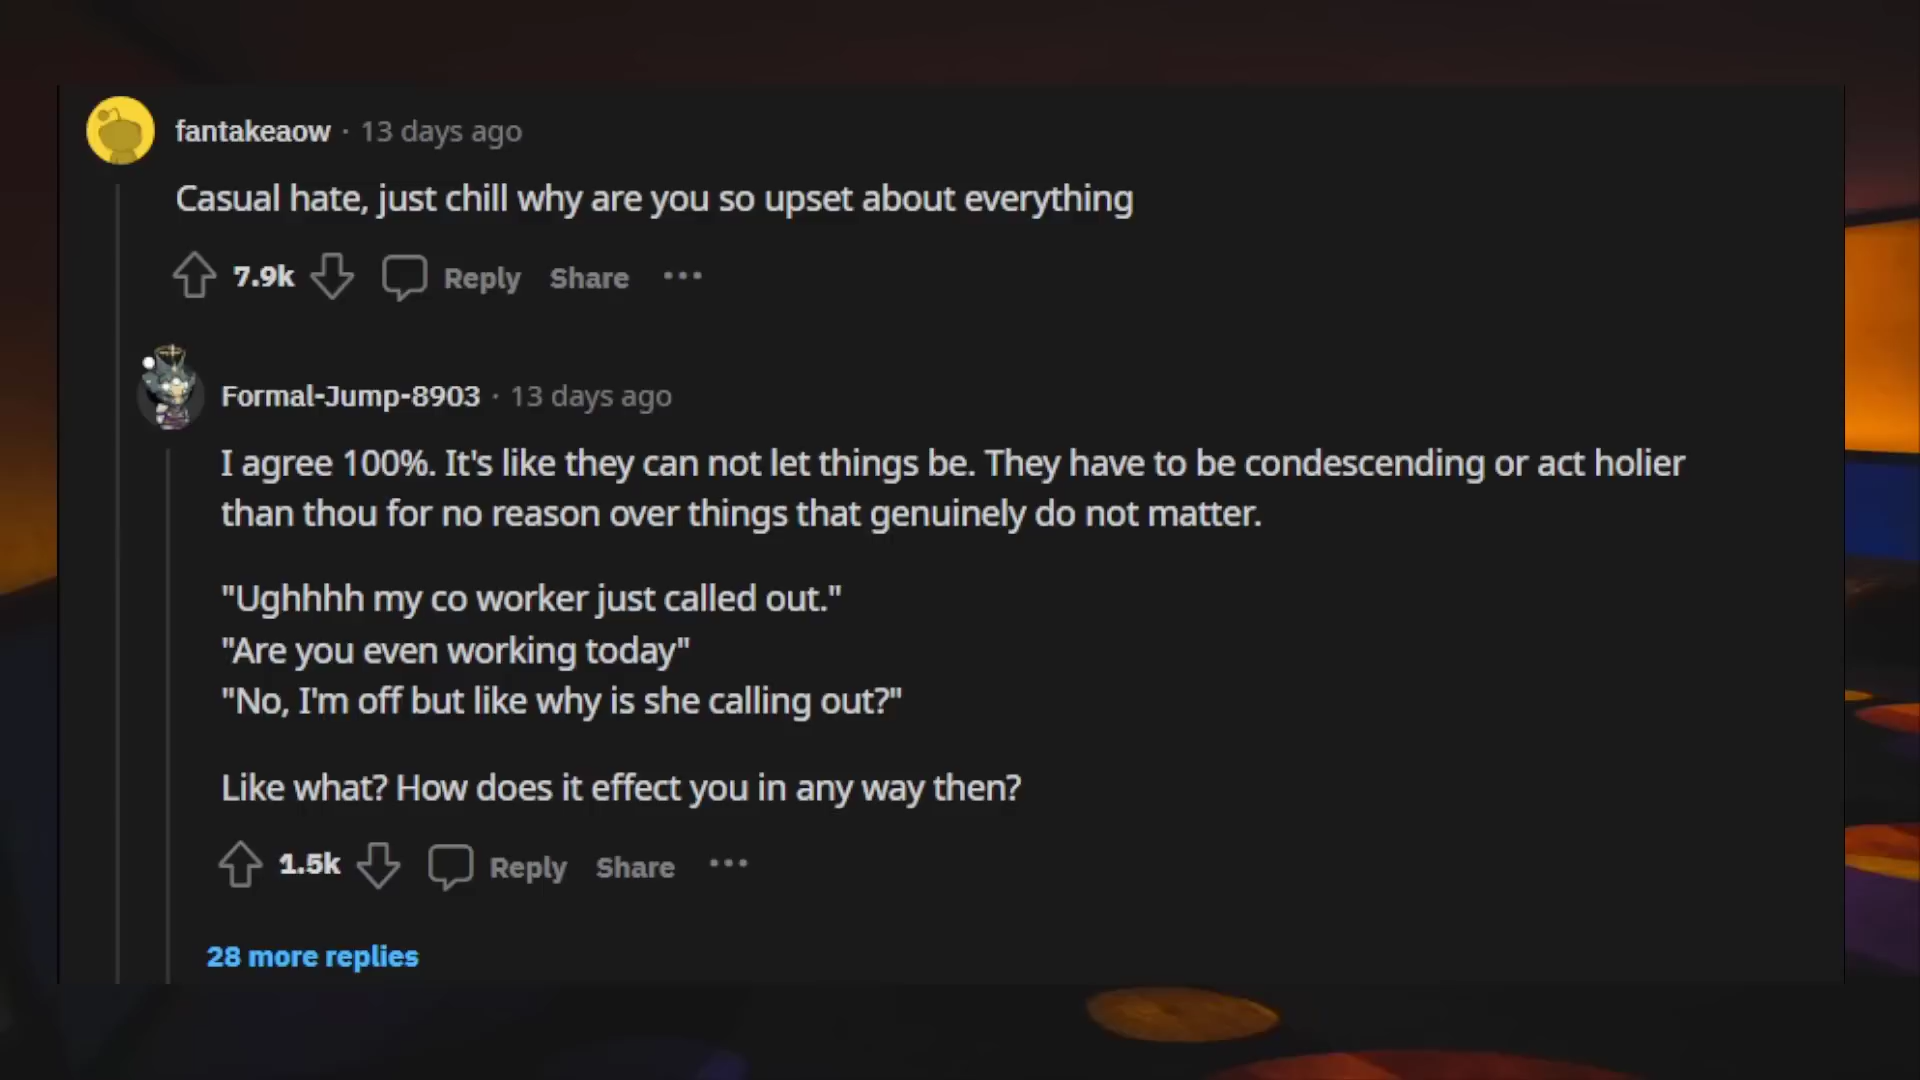 fantakeaow · 13 days ago
Casual hate, just chill why are you so upset about everything
7.9k Reply Share ···
Formal-Jump-8903 · 13 days ago
I agree 100%. It's like they can not let things be. They have to be condescending or act holier
than thou for no reason over things that genuinely do not matter.
"Ughhhh my co worker just called out."
"Are you even working today"
"No, I'm off but like why is she calling out?"
Like what? How does it effect you in any way then?
1.5k Reply Share ···
28 more replies